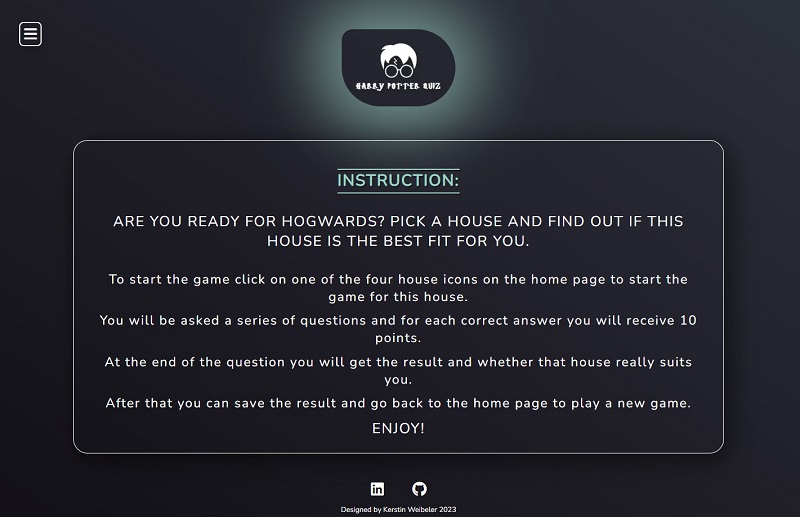 HARRY POTTER QUIZ
INSTRUCTION:
ARE YOU READY FOR HOGWARDS? PICK A HOUSE AND FIND OUT IF THIS
HOUSE IS THE BEST FIT FOR YOU.
To start the game click on one of the four house icons on the home page to start the
game for this house.
You will be asked a series of questions and for each correct answer you will receive 10
points.
At the end of the question you will get the result and whether that house really suits
you.
After that you can save the result and go back to the home page to play a new game.
ENJOY!
in
Designed by Kerstin Weibeler 2023